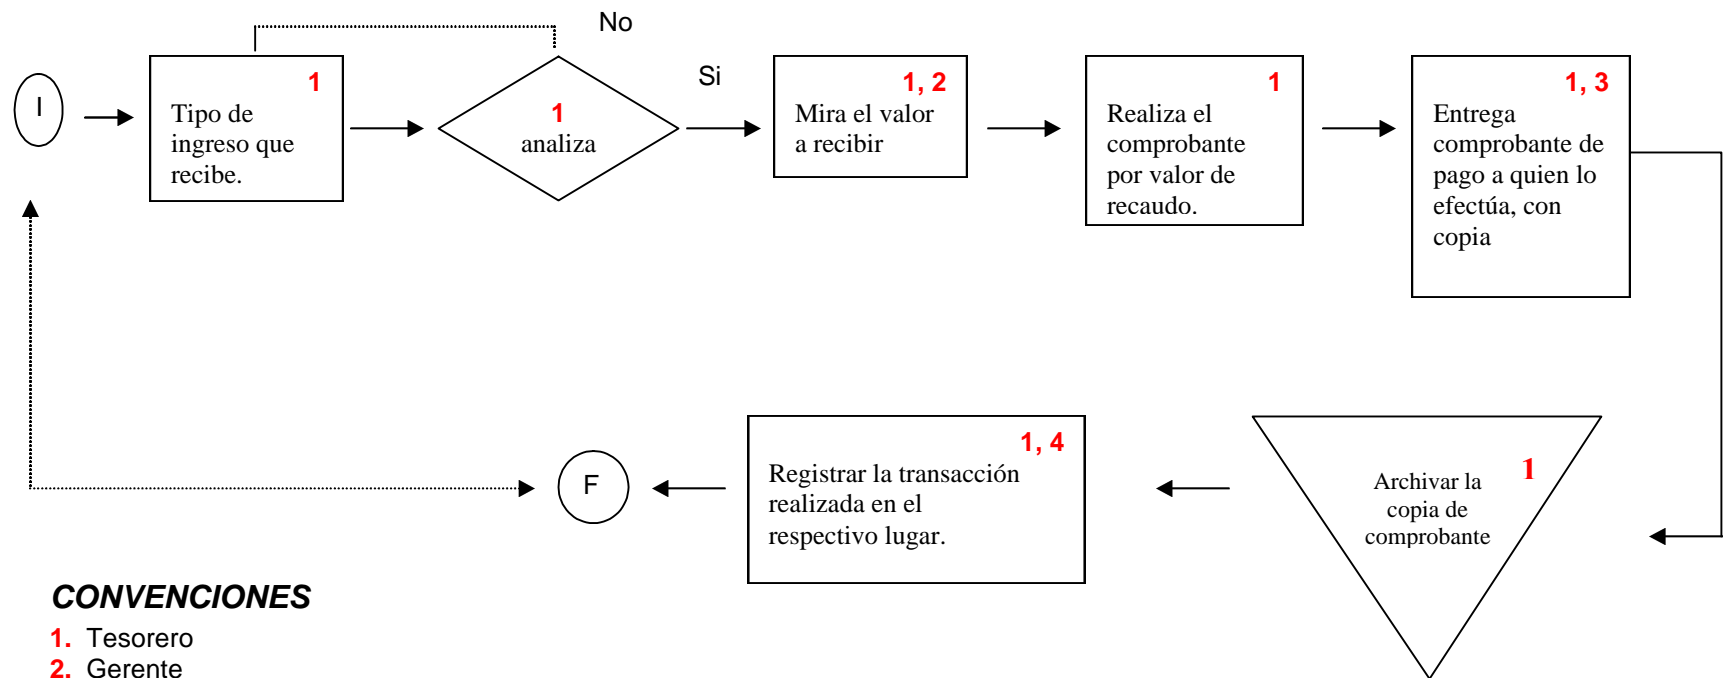 No
Si
I
1
Tipo de
ingreso que
recibe.
1
analiza
1, 2
Mira el valor
a recibir
1
Realiza el
comprobante
por valor de
recaudo.
1, 3
Entrega
comprobante de
pago a quien lo
efectúa, con
copia
1
Archivar la
copia de
comprobante
1, 4
Registrar la transacción
realizada en el
respectivo lugar.
F
CONVENCIONES
1. Tesorero
2. Gerente